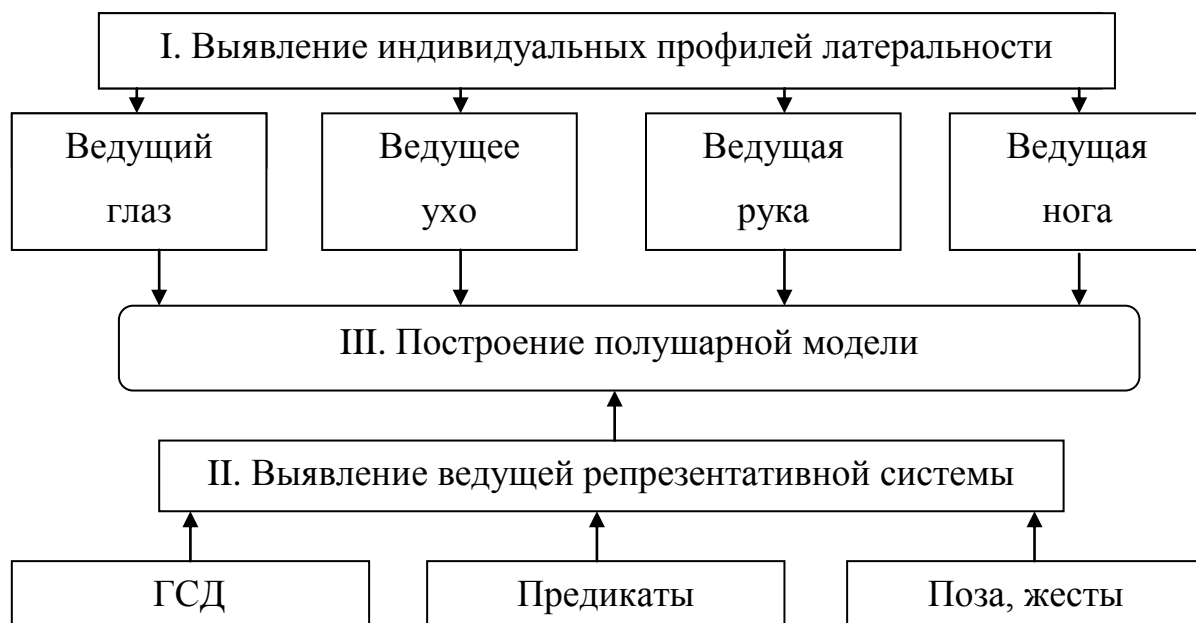 I. Выявление индивидуальных профилей латеральности
Ведущий
глаз
Ведущее
ухо
Ведущая
рука
Ведущая
нога
III. Построение полушарной модели
II. Выявление ведущей репрезентативной системы
ГСД
Предикаты
Поза, жесты